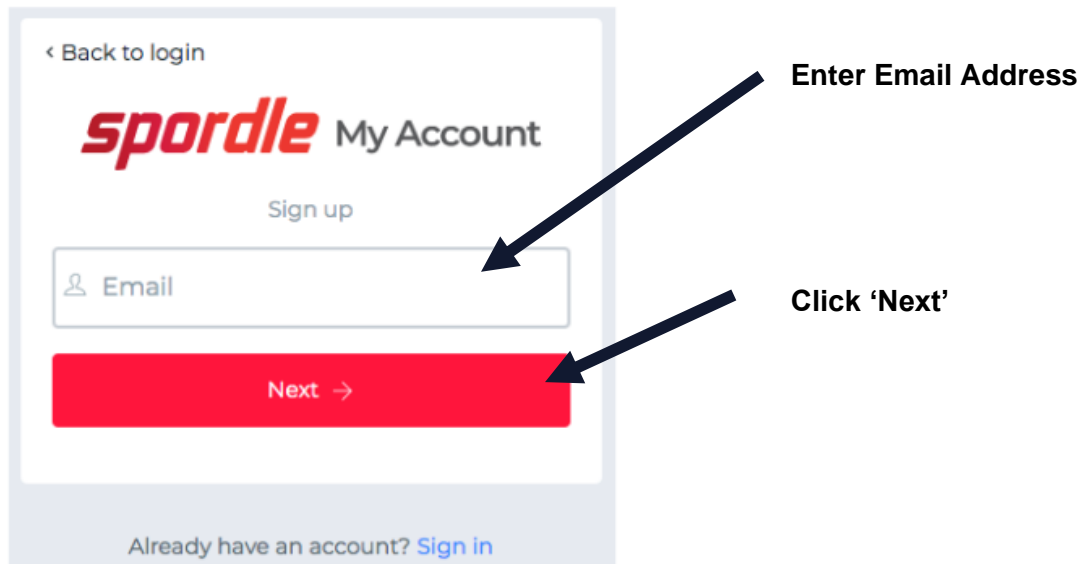 < Back to login
Enter Email Address
spordle My Account
Sign up
Email
Click ‘Next’
Next →
Already have an account? Sign in